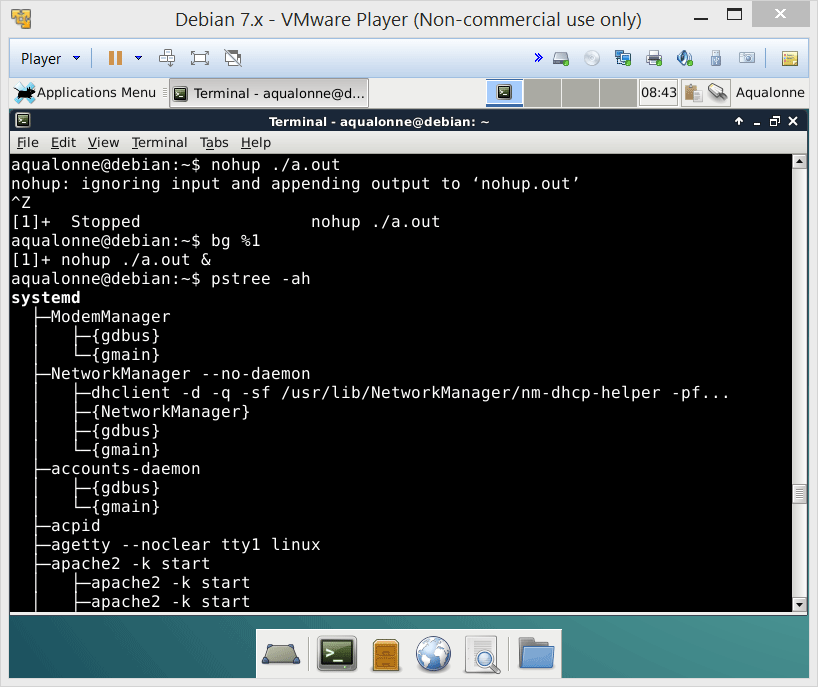 Debian 7.x - VMware Player (Non-commercial use only)
Player
Applications Menu
Terminal - aqualonne@d...
08:43
Aqualonne
Terminal - aqualonne@debian: ~
File Edit View Terminal Tabs Help
aqualonne@debian:~$ nohup ./a.out
nohup: ignoring input and appending output to ‘nohup.out’
^Z
[1]+  Stopped                 nohup ./a.out
aqualonne@debian:~$ bg %1
[1]+ nohup ./a.out &
aqualonne@debian:~$ pstree -ah
systemd
  ├─ModemManager
  │   ├─{gdbus}
  │   └─{gmain}
  ├─NetworkManager --no-daemon
  │   ├─dhclient -d -q -sf /usr/lib/NetworkManager/nm-dhcp-helper -pf...
  │   ├─{NetworkManager}
  │   ├─{gdbus}
  │   └─{gmain}
  ├─accounts-daemon
  │   ├─{gdbus}
  │   └─{gmain}
  ├─acpid
  ├─agetty --noclear tty1 linux
  ├─apache2 -k start
  │   ├─apache2 -k start
  │   ├─apache2 -k start